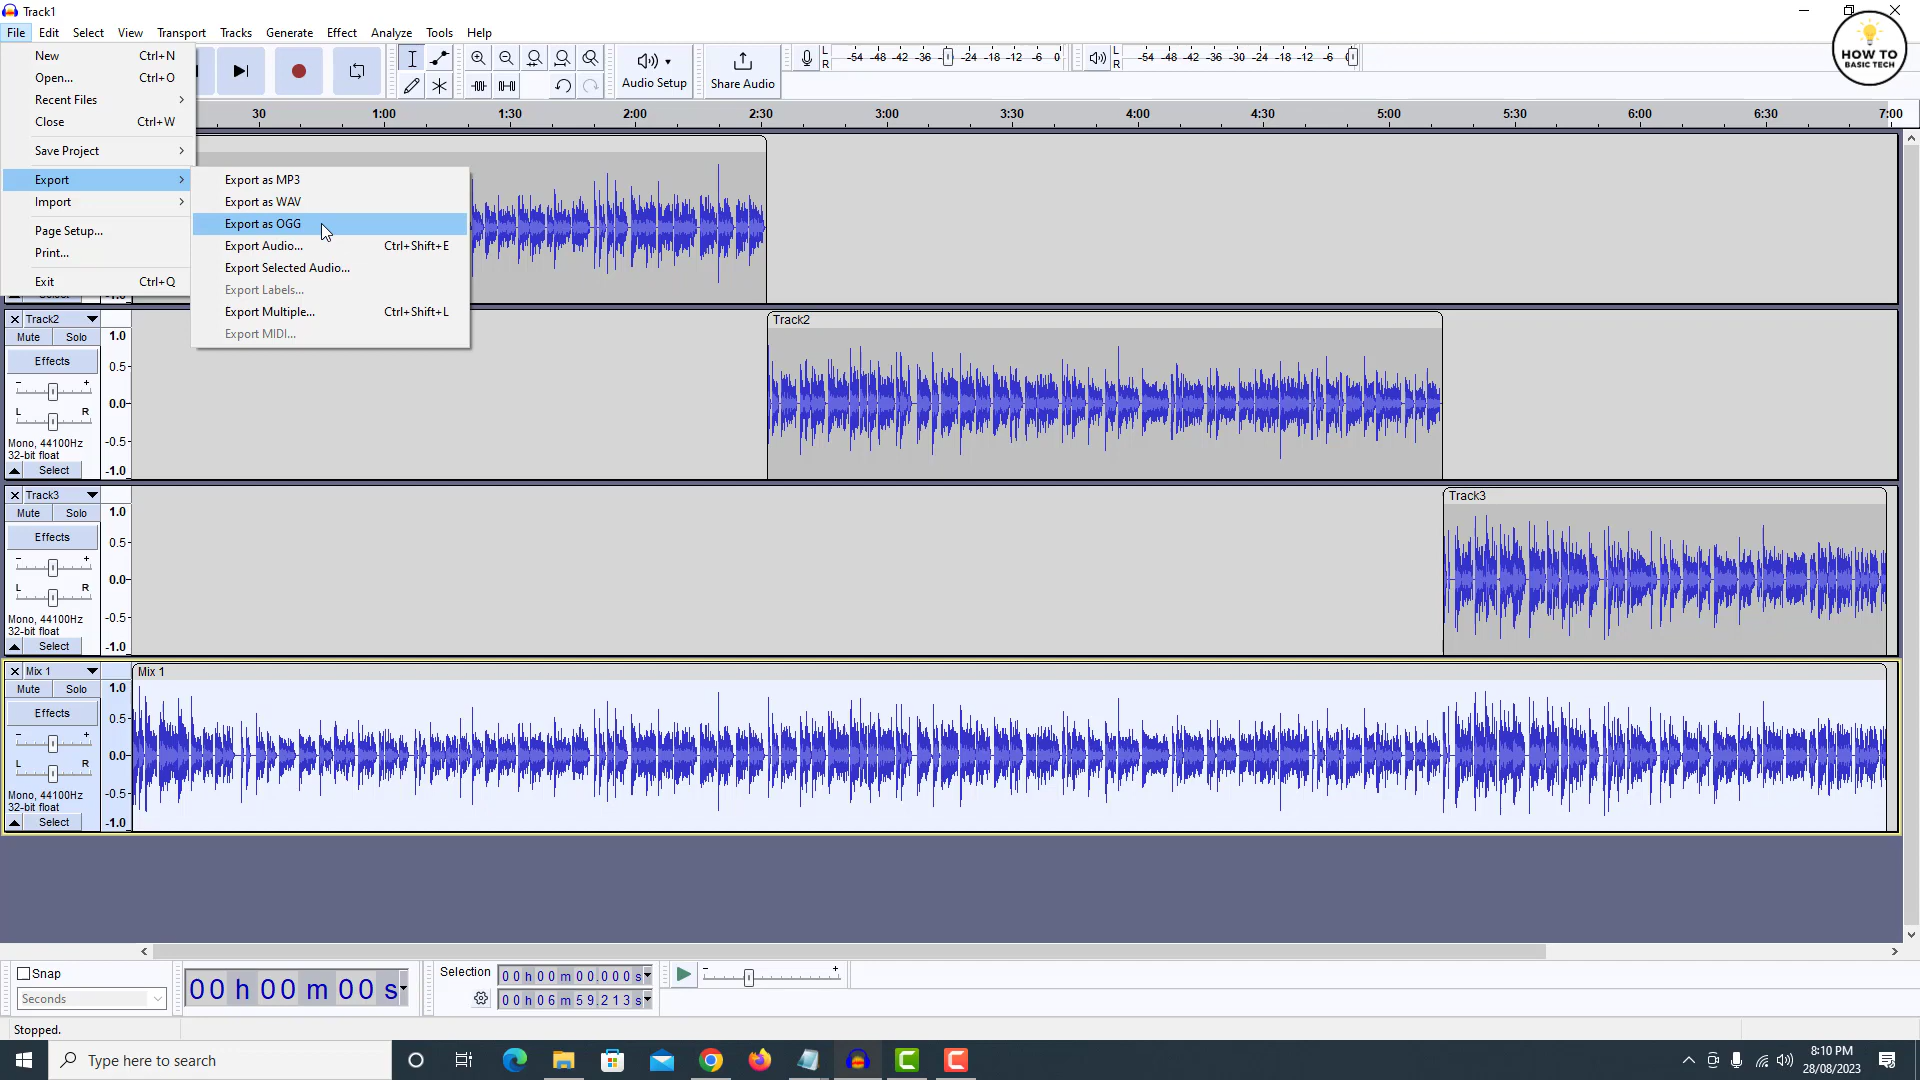 Track1
File Edit Select View Transport Tracks Generate Effect Analyze Tools Help
HOW TO
BASIC TECH
New Ctrl+N
Open... Ctrl+O
Recent Files
Close Ctrl+W
Save Project
Export
Import
Page Setup...
Print...
Exit Ctrl+Q
Export as MP3
Export as WAV
Export as OGG
Export Audio... Ctrl+Shift+E
Export Selected Audio...
Export Labels...
Export Multiple... Ctrl+Shift+L
Export MIDI...
Audio Setup
Share Audio
L
R
-54 -48 -42 -36 -24 -18 -12 -6 0
L
R
-54 -48 -42 -36 -30 -24 -18 -12 -6
30 1:00 1:30 2:00 2:30 3:00 3:30 4:00 4:30 5:00 5:30 6:00 6:30 7:00
Track2
Mute Solo
Effects
- +
L R
Mono, 44100Hz
32-bit float
Select
1.0
0.5
0.0
-0.5
-1.0
Track2
Track3
Mute Solo
Effects
- +
L R
Mono, 44100Hz
32-bit float
Select
1.0
0.5
0.0
-0.5
-1.0
Track3
Mix 1
Mute Solo
Effects
- +
L R
Mono, 44100Hz
32-bit float
Select
1.0
0.5
0.0
-0.5
-1.0
Mix 1
Snap
Seconds
00 h 00 m 00 s
Selection
00 h 00 m 00.000 s
00 h 06 m 59.213 s
- +
Stopped.
Type here to search
8:10 PM
28/08/2023